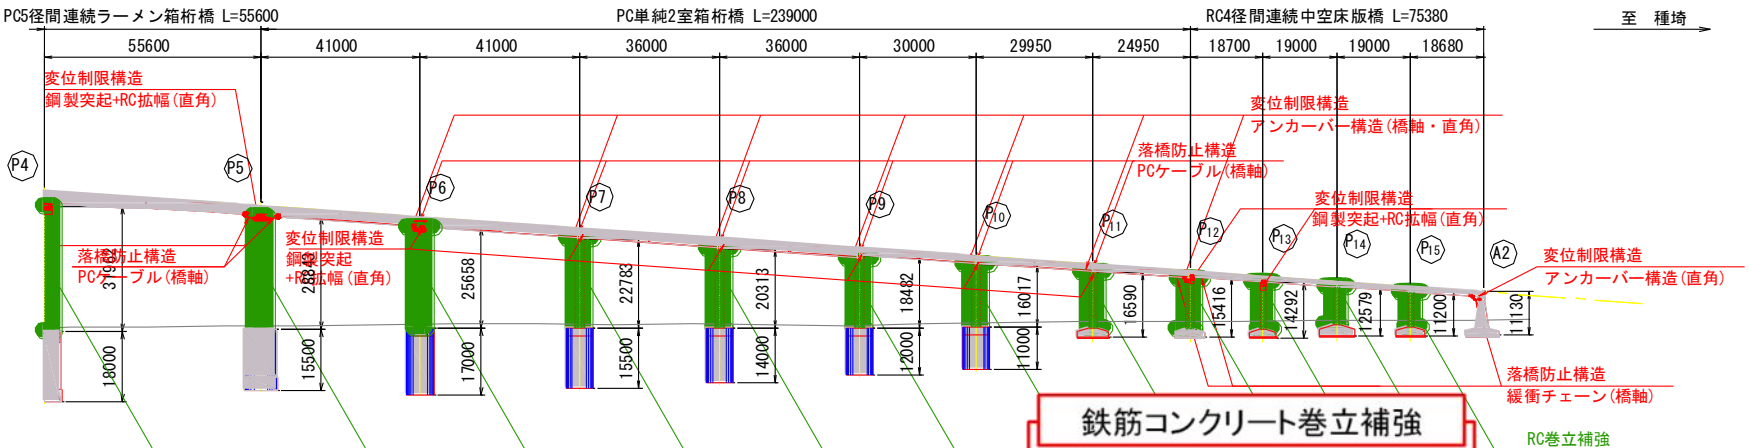 PC5径間連続ラーメン箱桁橋 L=55600
PC単純2室箱桁橋 L=239000
RC4径間連続中空床版橋 L=75380
至 種埼
55600
41000
41000
36000
36000
30000
29950
24950
18700
19000
19000
18680
変位制限構造
鋼製突起+RC拡幅(直角)
変位制限構造
アンカーバー構造(橋軸・直角)
落橋防止構造
PCケーブル(橋軸)
P4
P5
P6
P7
P8
P9
P10
P11
P12
P13
P14
P15
A2
変位制限構造
鋼製突起+RC拡幅(直角)
変位制限構造
アンカーバー構造(直角)
落橋防止構造
PCケーブル(橋軸)
変位制限構造
鋼製突起
+RC拡幅(直角)
25658
22783
20313
18482
16017
16590
15416
14292
12579
11200
11130
18000
15500
17000
15500
14000
12000
11000
落橋防止構造
緩衝チェーン(橋軸)
鉄筋コンクリート巻立補強
RC巻立補強